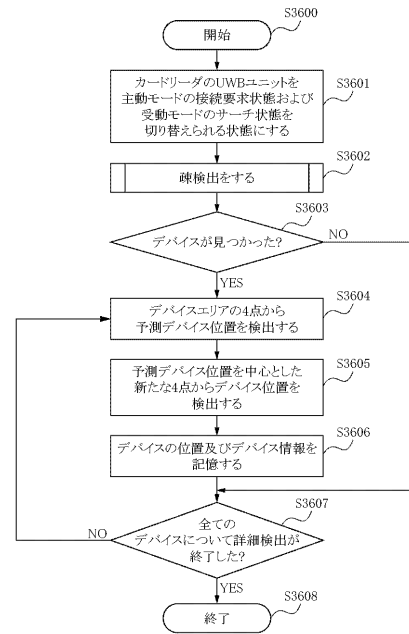 S3600
開始
S3601
カードリーダのUWBユニットを
主動モードの接続要求状態および
受動モードのサーチ状態を
切り替えられる状態にする
S3602
疎検出をする
S3603
デバイスが見つかった?
NO
YES
S3604
デバイスエリアの4点から
予測デバイス位置を検出する
S3605
予測デバイス位置を中心とした
新たな4点からデバイス位置を
検出する
S3606
デバイスの位置及びデバイス情報を
記憶する
S3607
全ての
デバイスについて詳細検出が
終了した?
NO
YES
S3608
終了